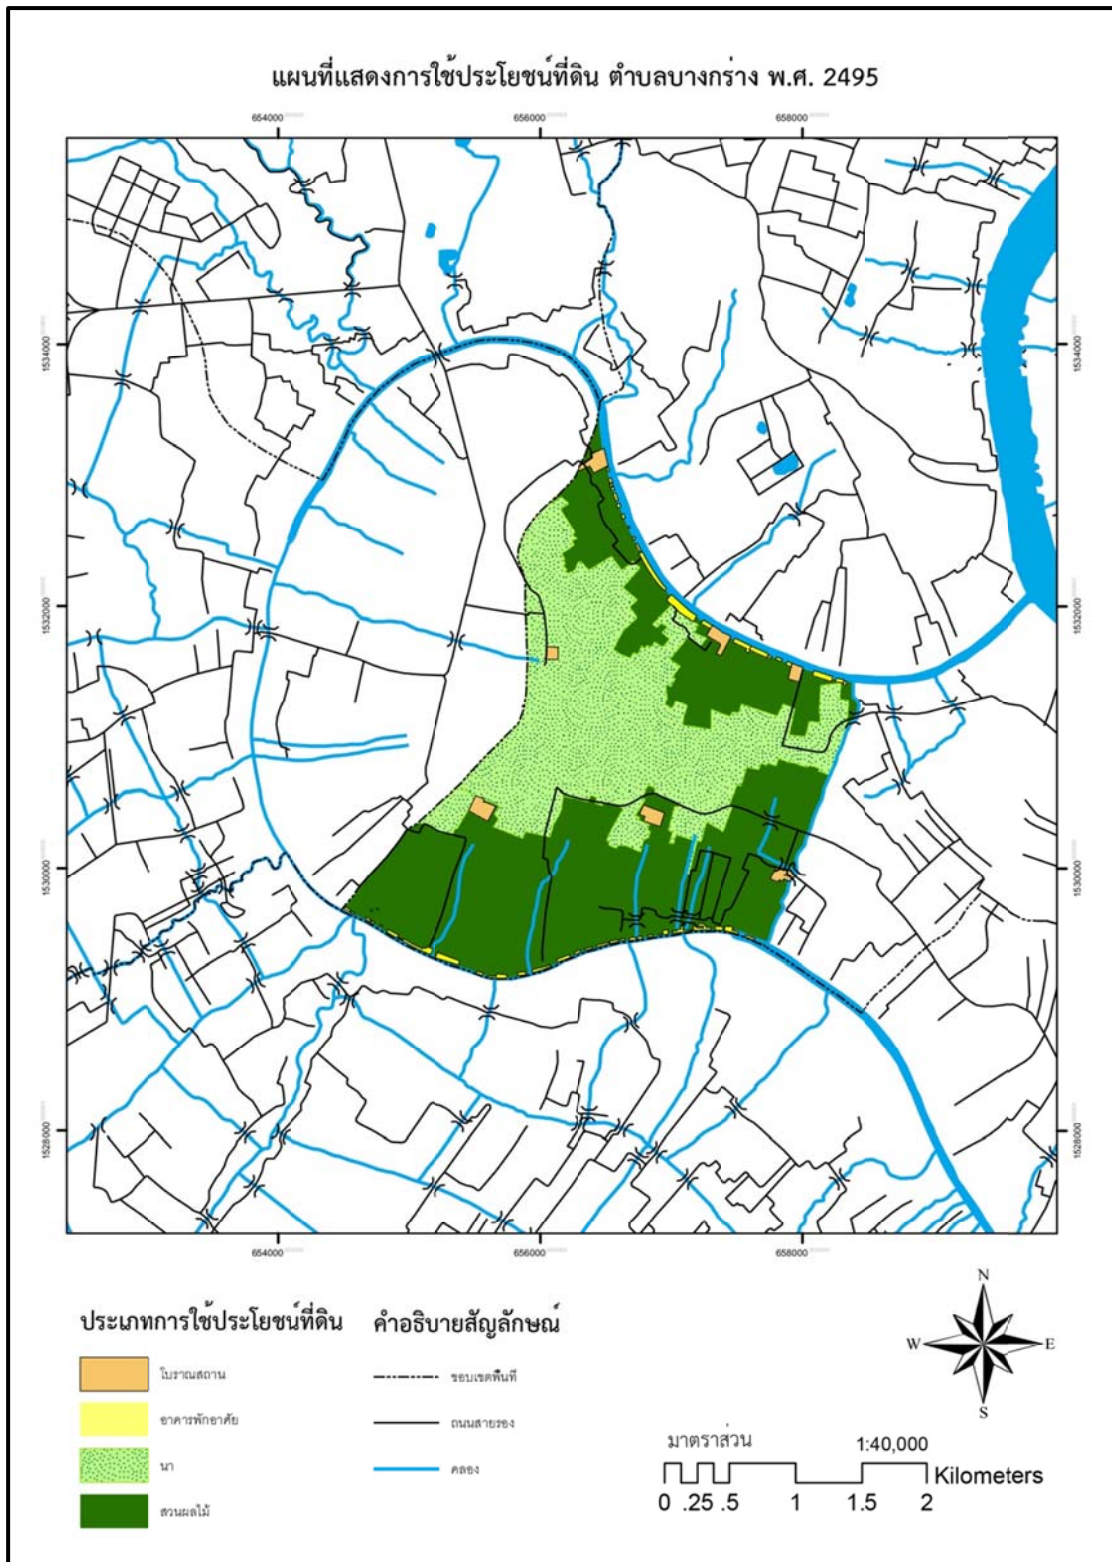 แผนที่แสดงการใช้ประโยชน์ที่ดิน ตำบลบางกร่าง พ.ศ. 2495
654000 656000 658000
1534000 1534000
1532000 1532000
1530000 1530000
1528000 1528000
654000 656000 658000
ประเภทการใช้ประโยชน์ที่ดิน
โบราณสถาน
อาคารพักอาศัย
นา
สวนผลไม้
คำอธิบายสัญลักษณ์
ขอบเขตพื้นที่
ถนนสายรอง
คลอง
N
W E
S
มาตราส่วน 1:40,000
Kilometers
0 .25 .5 1 1.5 2